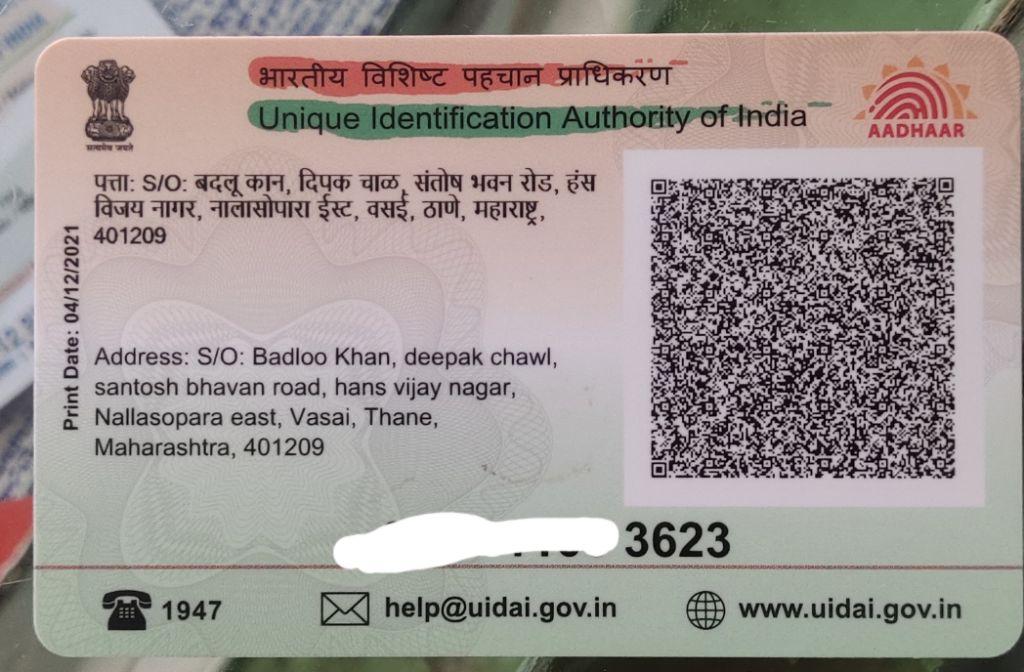 भारतीय विशिष्ट पहचान प्राधिकरण
Unique Identification Authority of India
सत्यमेव जयते
AADHAAR
पत्ता: S/O: बदलू कान, दिपक चाळ, संतोष भवन रोड, हंस
विजय नागर, नालासोपारा ईस्ट, वसई, ठाणे, महाराष्ट्र,
401209
Print Date: 04/12/2021
Address: S/O: Badloo Khan, deepak chawl,
santosh bhavan road, hans vijay nagar,
Nallasopara east, Vasai, Thane,
Maharashtra, 401209
3623
1947
help@uidai.gov.in
www.uidai.gov.in